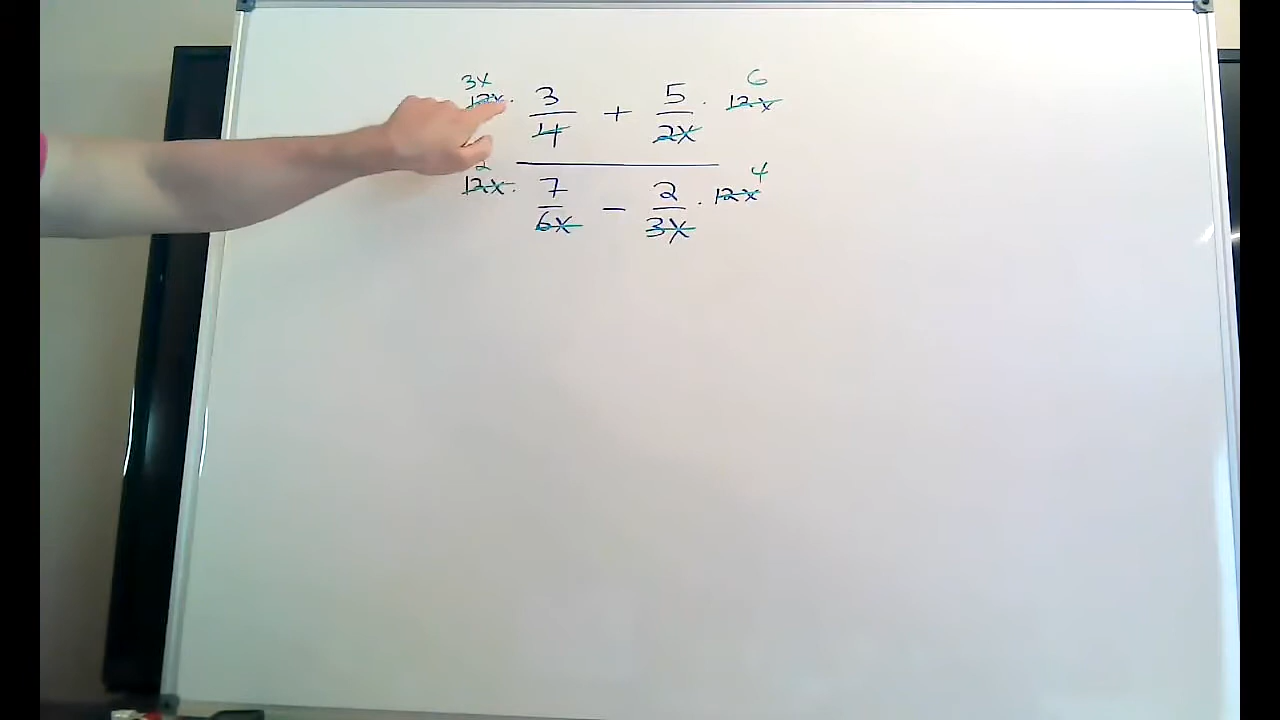 3x 6
12x · 3/4 + 5/2x · 12x
2 4
12x · 7/6x - 2/3x · 12x